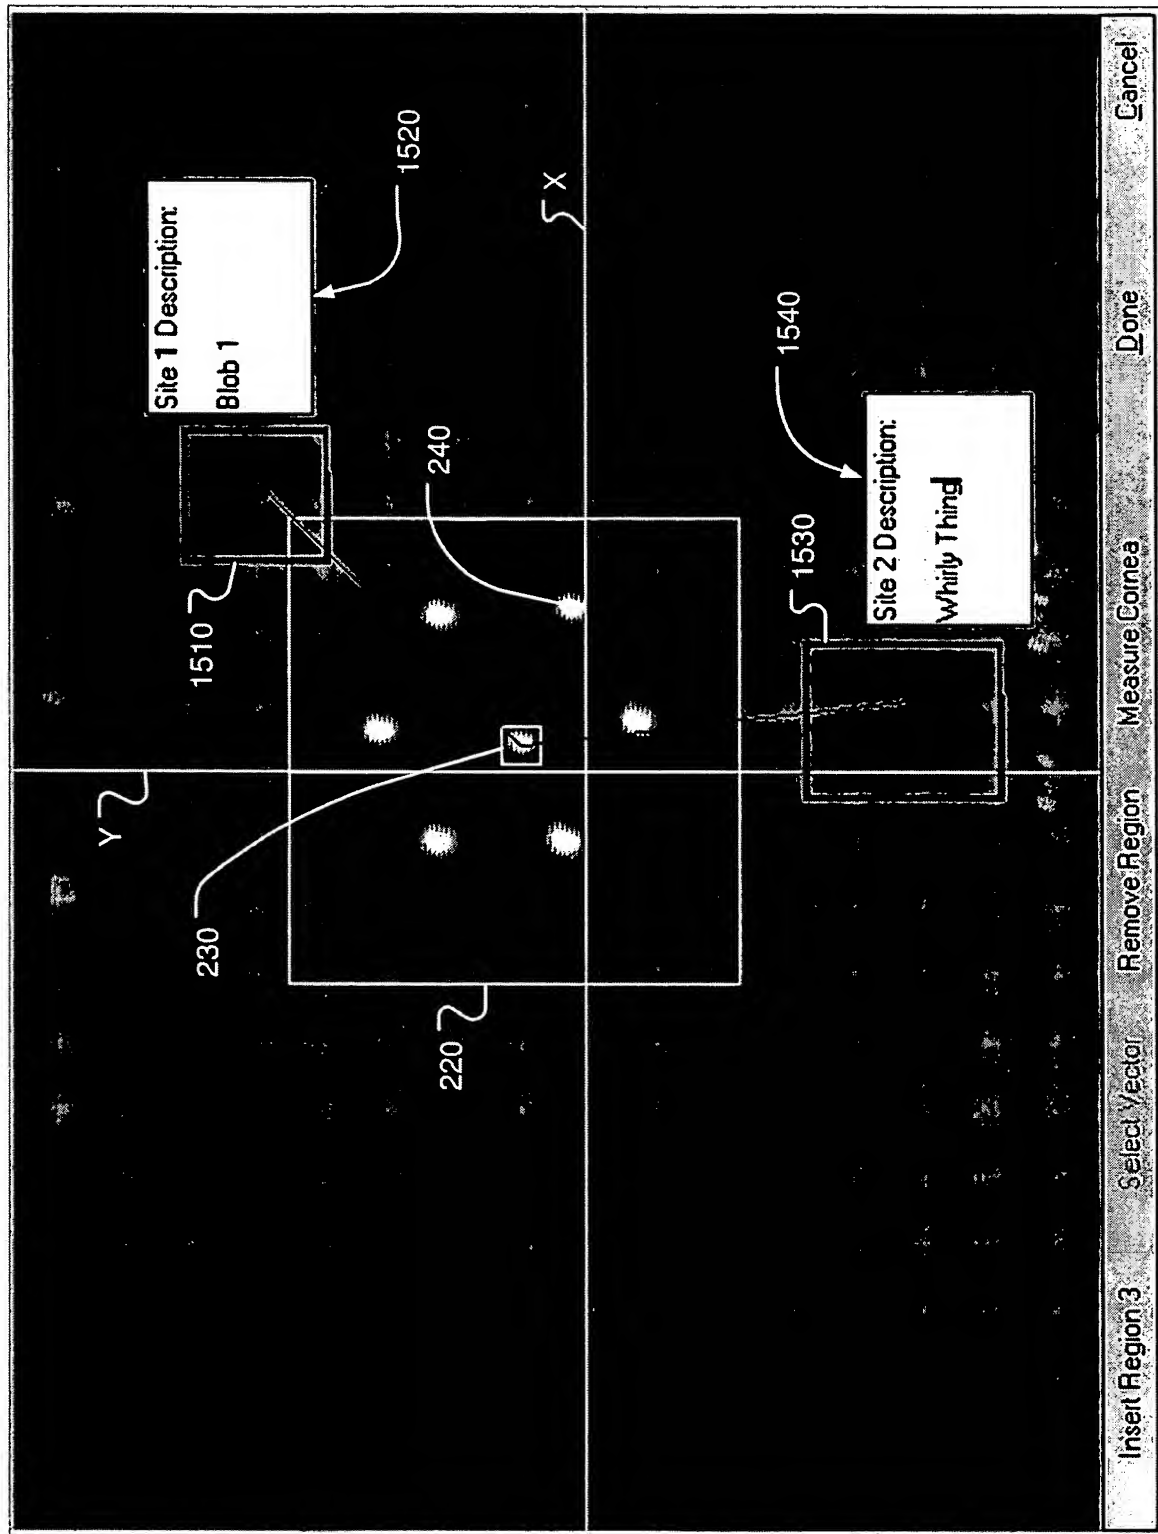 Site 1 Description:
Blob 1
1520
X
1510
240
Y
230
220
1540
Site 2 Description:
Whirly Thing
1530
Insert Region 3 Select Vector Remove Region Measure Cornea Done Cancel